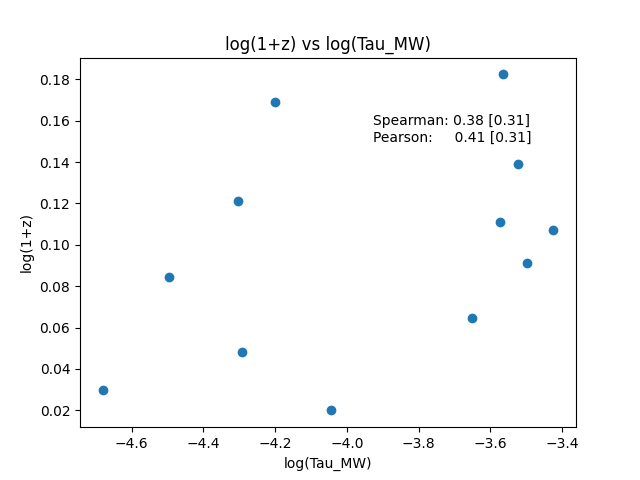 log(1+z) vs log(Tau_MW)
Spearman: 0.38 [0.31]
Pearson: 0.41 [0.31]
log(1+z)
0.18
0.16
0.14
0.12
0.10
0.08
0.06
0.04
0.02
−4.6 −4.4 −4.2 −4.0 −3.8 −3.6 −3.4
log(Tau_MW)